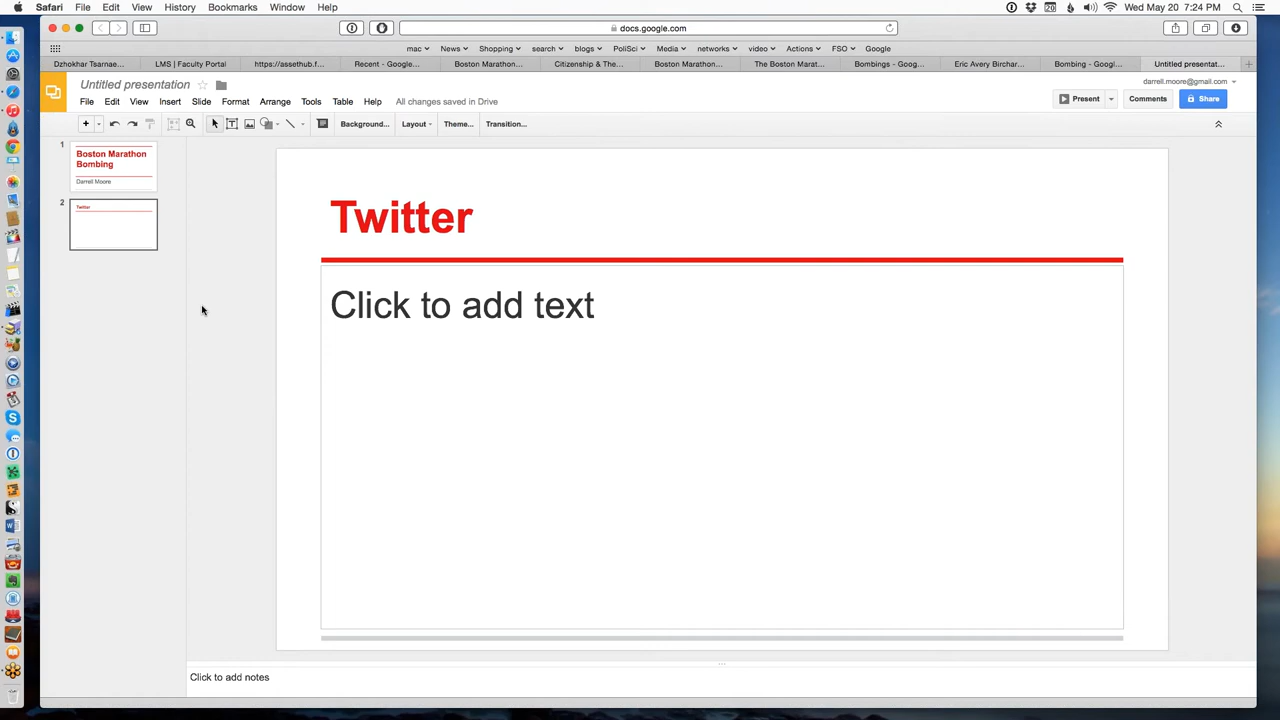 Safari File Edit View History Bookmarks Window Help
Wed May 20 7:24 PM
docs.google.com
mac News Shopping search blogs PoliSci Media networks video Actions FSO Google
Dzhokhar Tsarnae... LMS | Faculty Portal https://assethub.f... Recent - Google... Boston Marathon... Citizenship & The... Boston Marathon... The Boston Marat... Bombings - Goog... Eric Avery Birchar... Bombing - Googl... Untitled presentat...
Untitled presentation
darrell.moore@gmail.com
File Edit View Insert Slide Format Arrange Tools Table Help All changes saved in Drive
Present Comments Share
Background... Layout Theme... Transition...
1
Boston Marathon
Bombing
Darrell Moore
2
Twitter
Twitter
Click to add text
Click to add notes